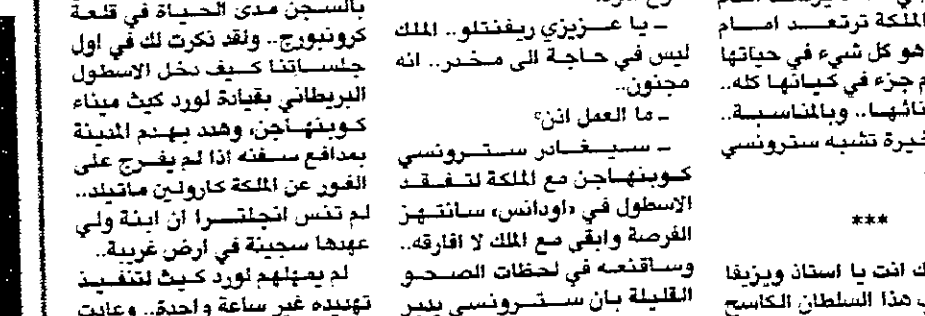 الملكة ترتعد امام
هو كل شيء في حياتها
م جزء في كيانها كله..
نائها.. وبالمناسبة..
خيرة تشبه سترونسي
***
ك انت يا استاذ ويزيفا
ي هذا السلطان الكاسح
ـ يا عزيزي ريفنتلو.. الملك
ليس في حاجة الى مخدر.. انه
مجنون..
ـ ما العمل اذن؟
ـ سيغادر سترونسي
كوبنهاجن مع الملكة لتفقد
الاسطول في «اودانس» سأنتهز
الفرصة وابقى مع الملك لا افارقه..
وساقنعه في لحظات الصحو
القليلة بان سترونسي يدبر
بالسجن مدى الحياة في قلعة
كرونبورج.. ولقد ذكرت لك في اول
جلساتنا كيف دخل الاسطول
البريطاني بقيادة لورد كيث ميناء
كوبنهاجن، وهدد بهدم المدينة
بمدافع سفنه اذا لم يفرج على
الفور عن الملكة كارولين ماتيلد..
لم تنس انجلترا ان ابنة ولي
عهدها سجينة في ارض غريبة..
لم يمهلهم لورد كيث لتنفيذ
تهديده غير ساعة واحدة.. وعادت